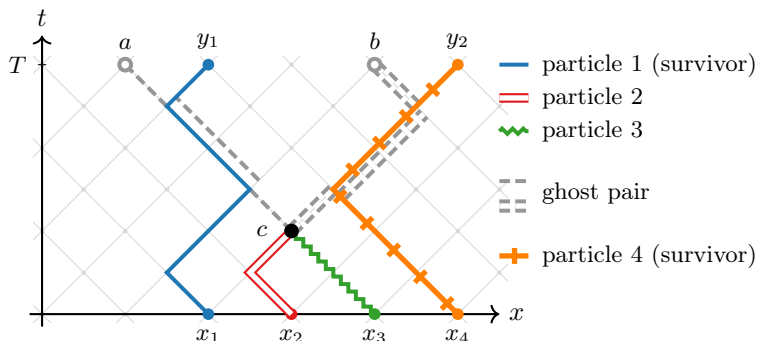 t
a
y₁
b
y₂
T
particle 1 (survivor)
particle 2
particle 3
ghost pair
c
particle 4 (survivor)
x
x₁
x₂
x₃
x₄